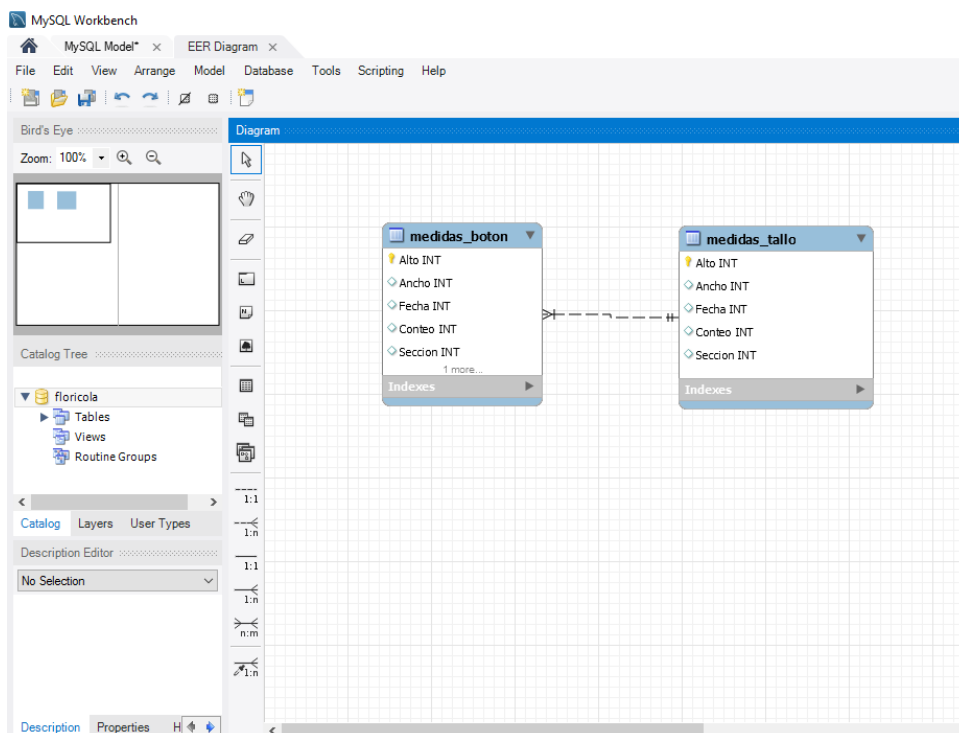 MySQL Workbench
MySQL Model* EER Diagram
File Edit View Arrange Model Database Tools Scripting Help
Bird's Eye
Zoom: 100%
Diagram
medidas_boton
Alto INT
Ancho INT
Fecha INT
Conteo INT
Seccion INT
1 more...
Indexes
medidas_tallo
Alto INT
Ancho INT
Fecha INT
Conteo INT
Seccion INT
Indexes
Catalog Tree
floricola
Tables
Views
Routine Groups
Catalog Layers User Types
Description Editor
No Selection
Description Properties H
1:1
1:n
1:1
1:n
n:m
1:n